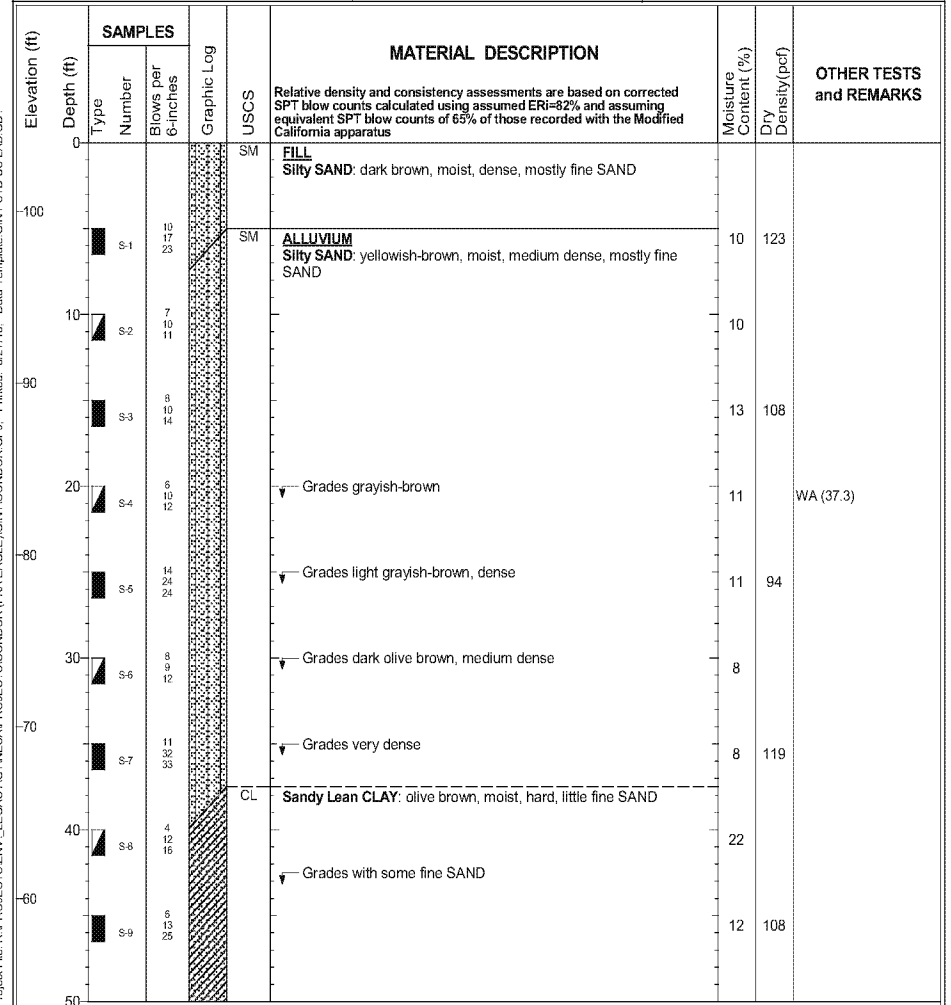 SAMPLES
Elevation (ft)
Depth (ft)
Type
Number
Blows per
6-inches
Graphic Log
USCS
MATERIAL DESCRIPTION
Relative density and consistency assessments are based on corrected
SPT blow counts calculated using assumed ERi=82% and assuming
equivalent SPT blow counts of 65% of those recorded with the Modified
California apparatus
Moisture
Content (%)
Dry
Density(pcf)
OTHER TESTS
and REMARKS
0
SM FILL
Silty SAND: dark brown, moist, dense, mostly fine SAND
100
S-1 10 17 23 SM ALLUVIUM 10 123
Silty SAND: yellowish-brown, moist, medium dense, mostly fine
SAND
10 S-2 7 10 11 10
90
S-3 8 10 14 13 108
20 S-4 6 10 12 Grades grayish-brown 11 WA (37.3)
80
S-5 14 24 24 Grades light grayish-brown, dense 11 94
30 S-6 8 9 12 Grades dark olive brown, medium dense 8
70
S-7 11 32 33 Grades very dense 8 119
CL Sandy Lean CLAY: olive brown, moist, hard, little fine SAND
40 S-8 4 12 16 22
Grades with some fine SAND
60
S-9 6 13 25 12 108
50